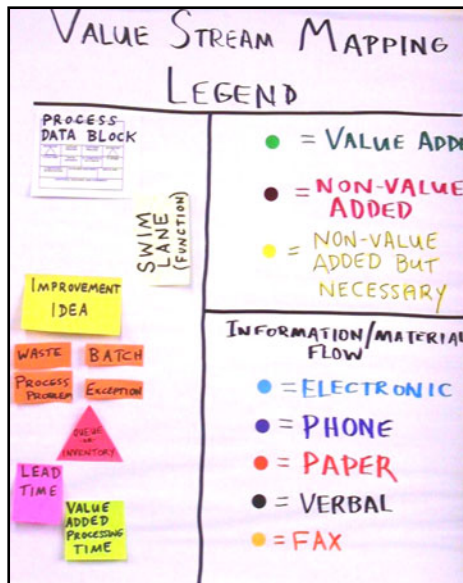 VALUE STREAM MAPPING
LEGEND
PROCESS
DATA BLOCK
SWIM
LANE
(FUNCTION)
IMPROVEMENT
IDEA
WASTE
BATCH
PROCESS
PROBLEM
EXCEPTION
QUEUE
OR
INVENTORY
LEAD
TIME
VALUE
ADDED
PROCESSING
TIME
= VALUE ADDE
= NON-VALUE
ADDED
= NON-VALUE
ADDED BUT
NECESSARY
INFORMATION/MATERIAL
FLOW
= ELECTRONIC
= PHONE
= PAPER
= VERBAL
= FAX